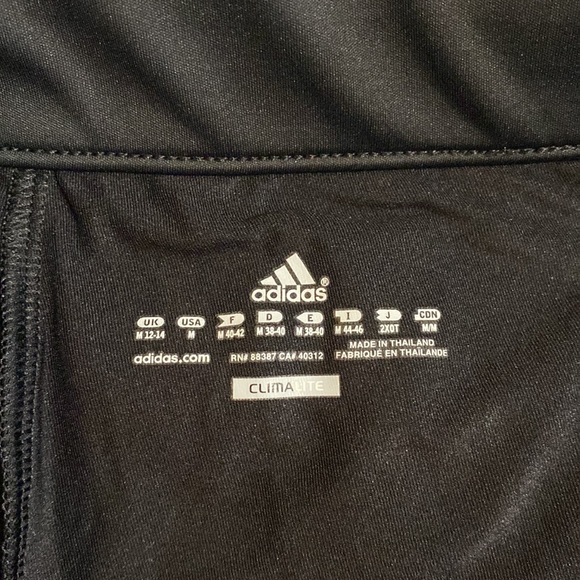 adidas®
UK USA F D E I J CDN
M 12-14 M M 40-42 M 38-40 M 38-40 M 44-46 2XOT M/M
adidas.com RN# 88387 CA# 40312 MADE IN THAILAND
FABRIQUÉ EN THAÏLANDE
CLIMALITE